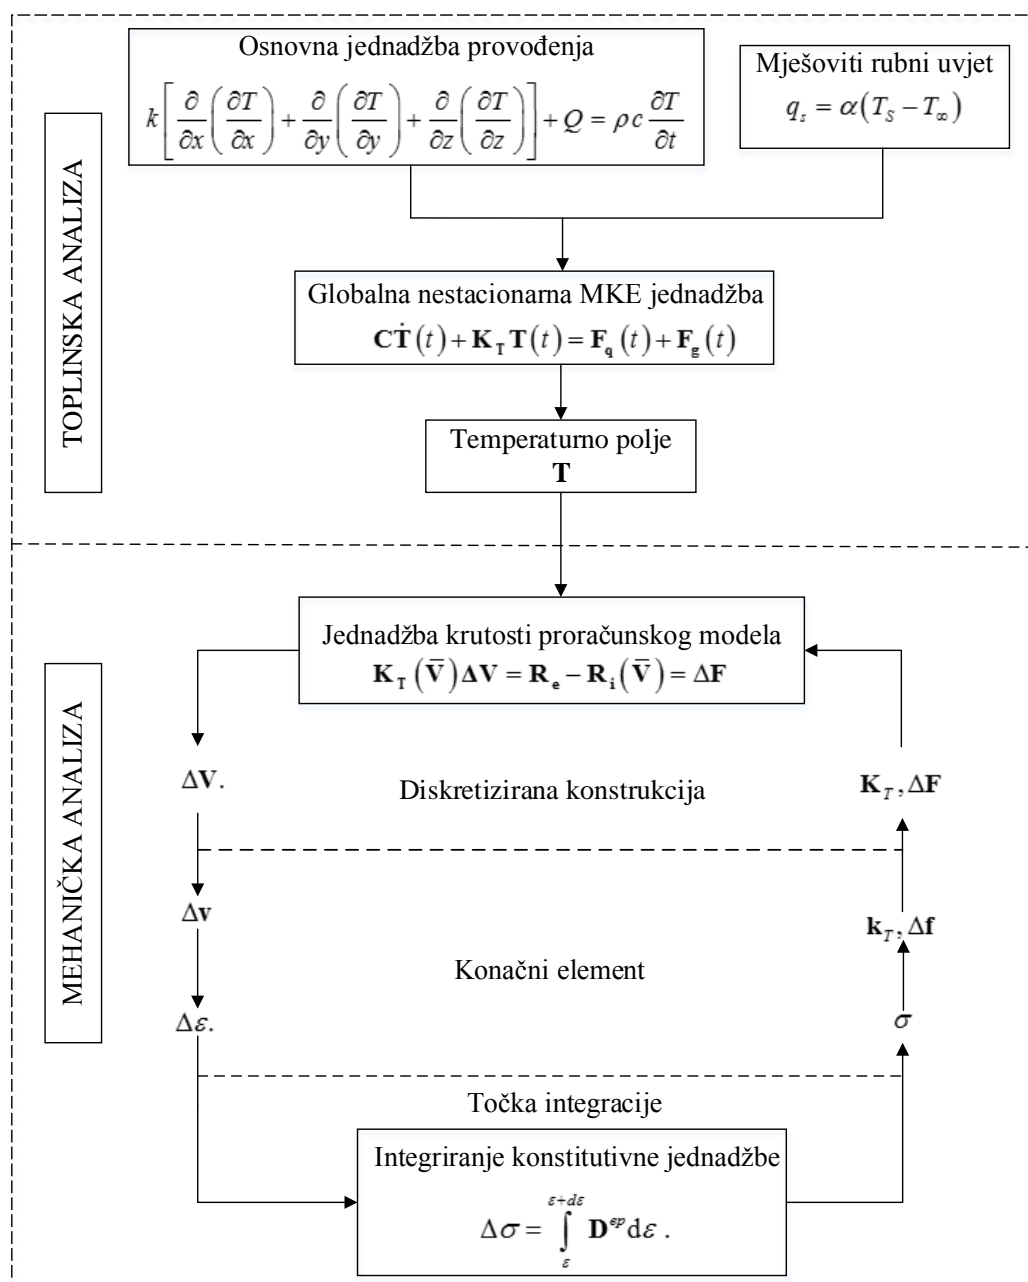 Osnovna jednadžba provođenja
k[∂/∂x(∂T/∂x) + ∂/∂y(∂T/∂y) + ∂/∂z(∂T/∂z)] + Q = ρc ∂T/∂t
Mješoviti rubni uvjet
q_s = α(T_S − T_∞)
TOPLINSKA ANALIZA
Globalna nestacionarna MKE jednadžba
CṪ(t) + K_T T(t) = F_q(t) + F_g(t)
Temperaturno polje
T
Jednadžba krutosti proračunskog modela
K_T(V̄)ΔV = R_e − R_i(V̄) = ΔF
MEHANIČKA ANALIZA
ΔV.
Diskretizirana konstrukcija
K_T, ΔF
Δv
k_T, Δf
Konačni element
Δε.
σ
Točka integracije
Integriranje konstitutivne jednadžbe
Δσ = ∫_ε^{ε+dε} D^{ep} dε .